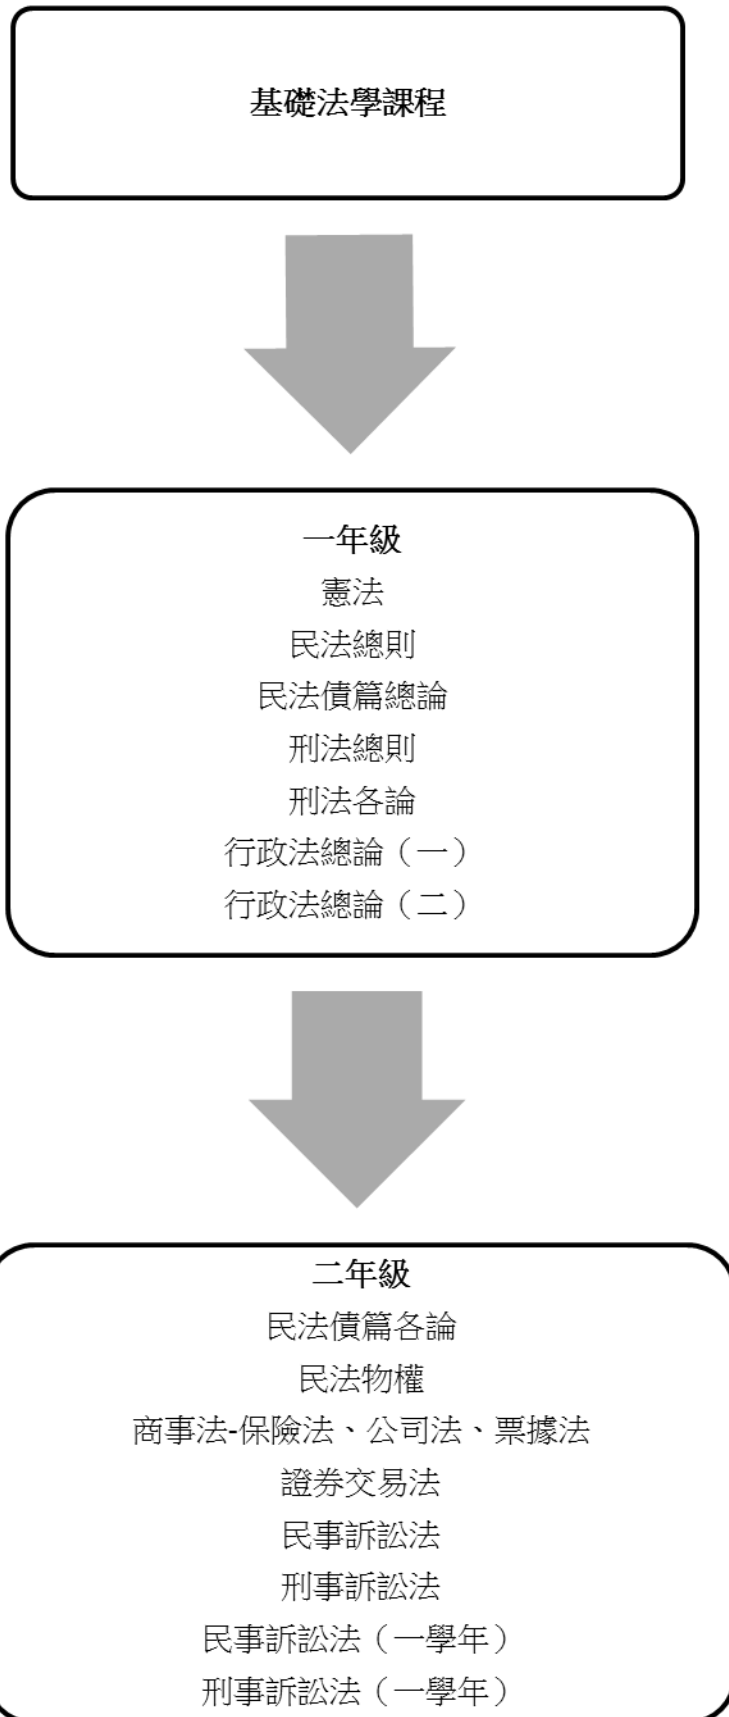 基礎法學課程
一年級
憲法
民法總則
民法債篇總論
刑法總則
刑法各論
行政法總論（一）
行政法總論（二）
二年級
民法債篇各論
民法物權
商事法-保險法、公司法、票據法
證券交易法
民事訴訟法
刑事訴訟法
民事訴訟法（一學年）
刑事訴訟法（一學年）